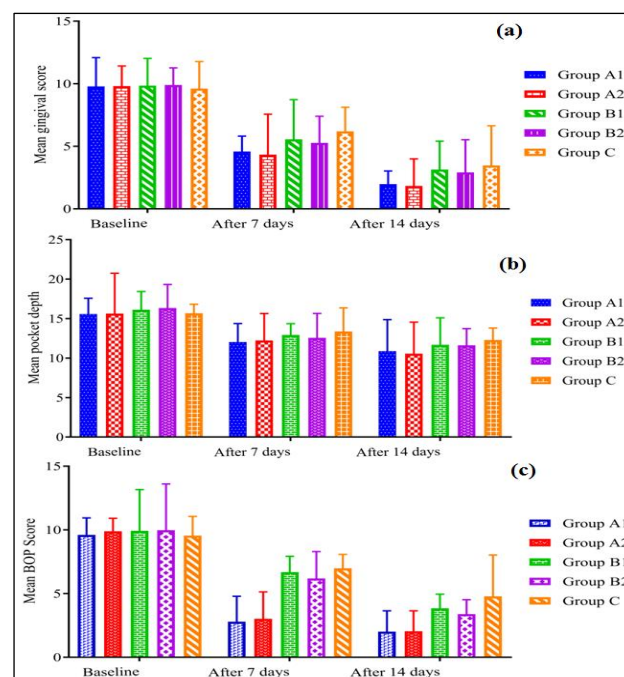 (a)
Mean gingival score
15
10
5
0
Baseline
After 7 days
After 14 days
Group A1
Group A2
Group B1
Group B2
Group C
(b)
Mean pocket depth
25
20
15
10
5
0
Baseline
After 7 days
After 14 days
Group A1
Group A2
Group B1
Group B2
Group C
(c)
Mean BOP Score
15
10
5
0
Baseline
After 7 days
After 14 days
Group A1
Group A2
Group B1
Group B2
Group C